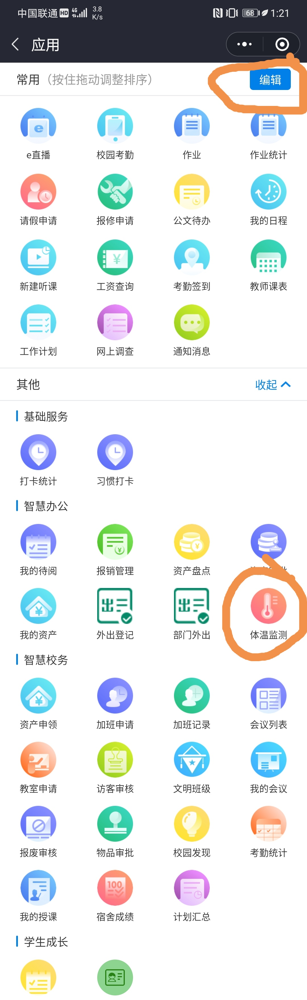 中国联通 HD 4G 3.8 K/s 68 1:21
应用
常用（按住拖动调整排序） 编辑
e
e直播 校园考勤 作业 作业统计
请假申请 报修申请 公文待办 我的日程
¥
新建听课 工资查询 考勤签到 教师课表
工作计划 网上调查 通知消息
其他 收起
基础服务
打卡统计 习惯打卡
智慧办公
¥ ¥
我的待阅 报销管理 资产盘点
¥ 出 出
我的资产 外出登记 部门外出 体温监测
智慧校务
¥
资产申领 加班申请 加班记录 会议列表
教室申请 访客审核 文明班级 我的会议
报废审核 物品审批 校园发现 考勤统计
100
我的授课 宿舍成绩 计划汇总
学生成长